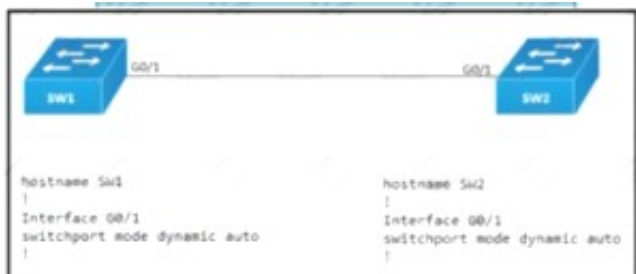 G0/1
G0/1
SW1
SW2
hostname SW1
!
Interface G0/1
switchport mode dynamic auto
!
hostname SW2
!
Interface G0/1
switchport mode dynamic auto
!